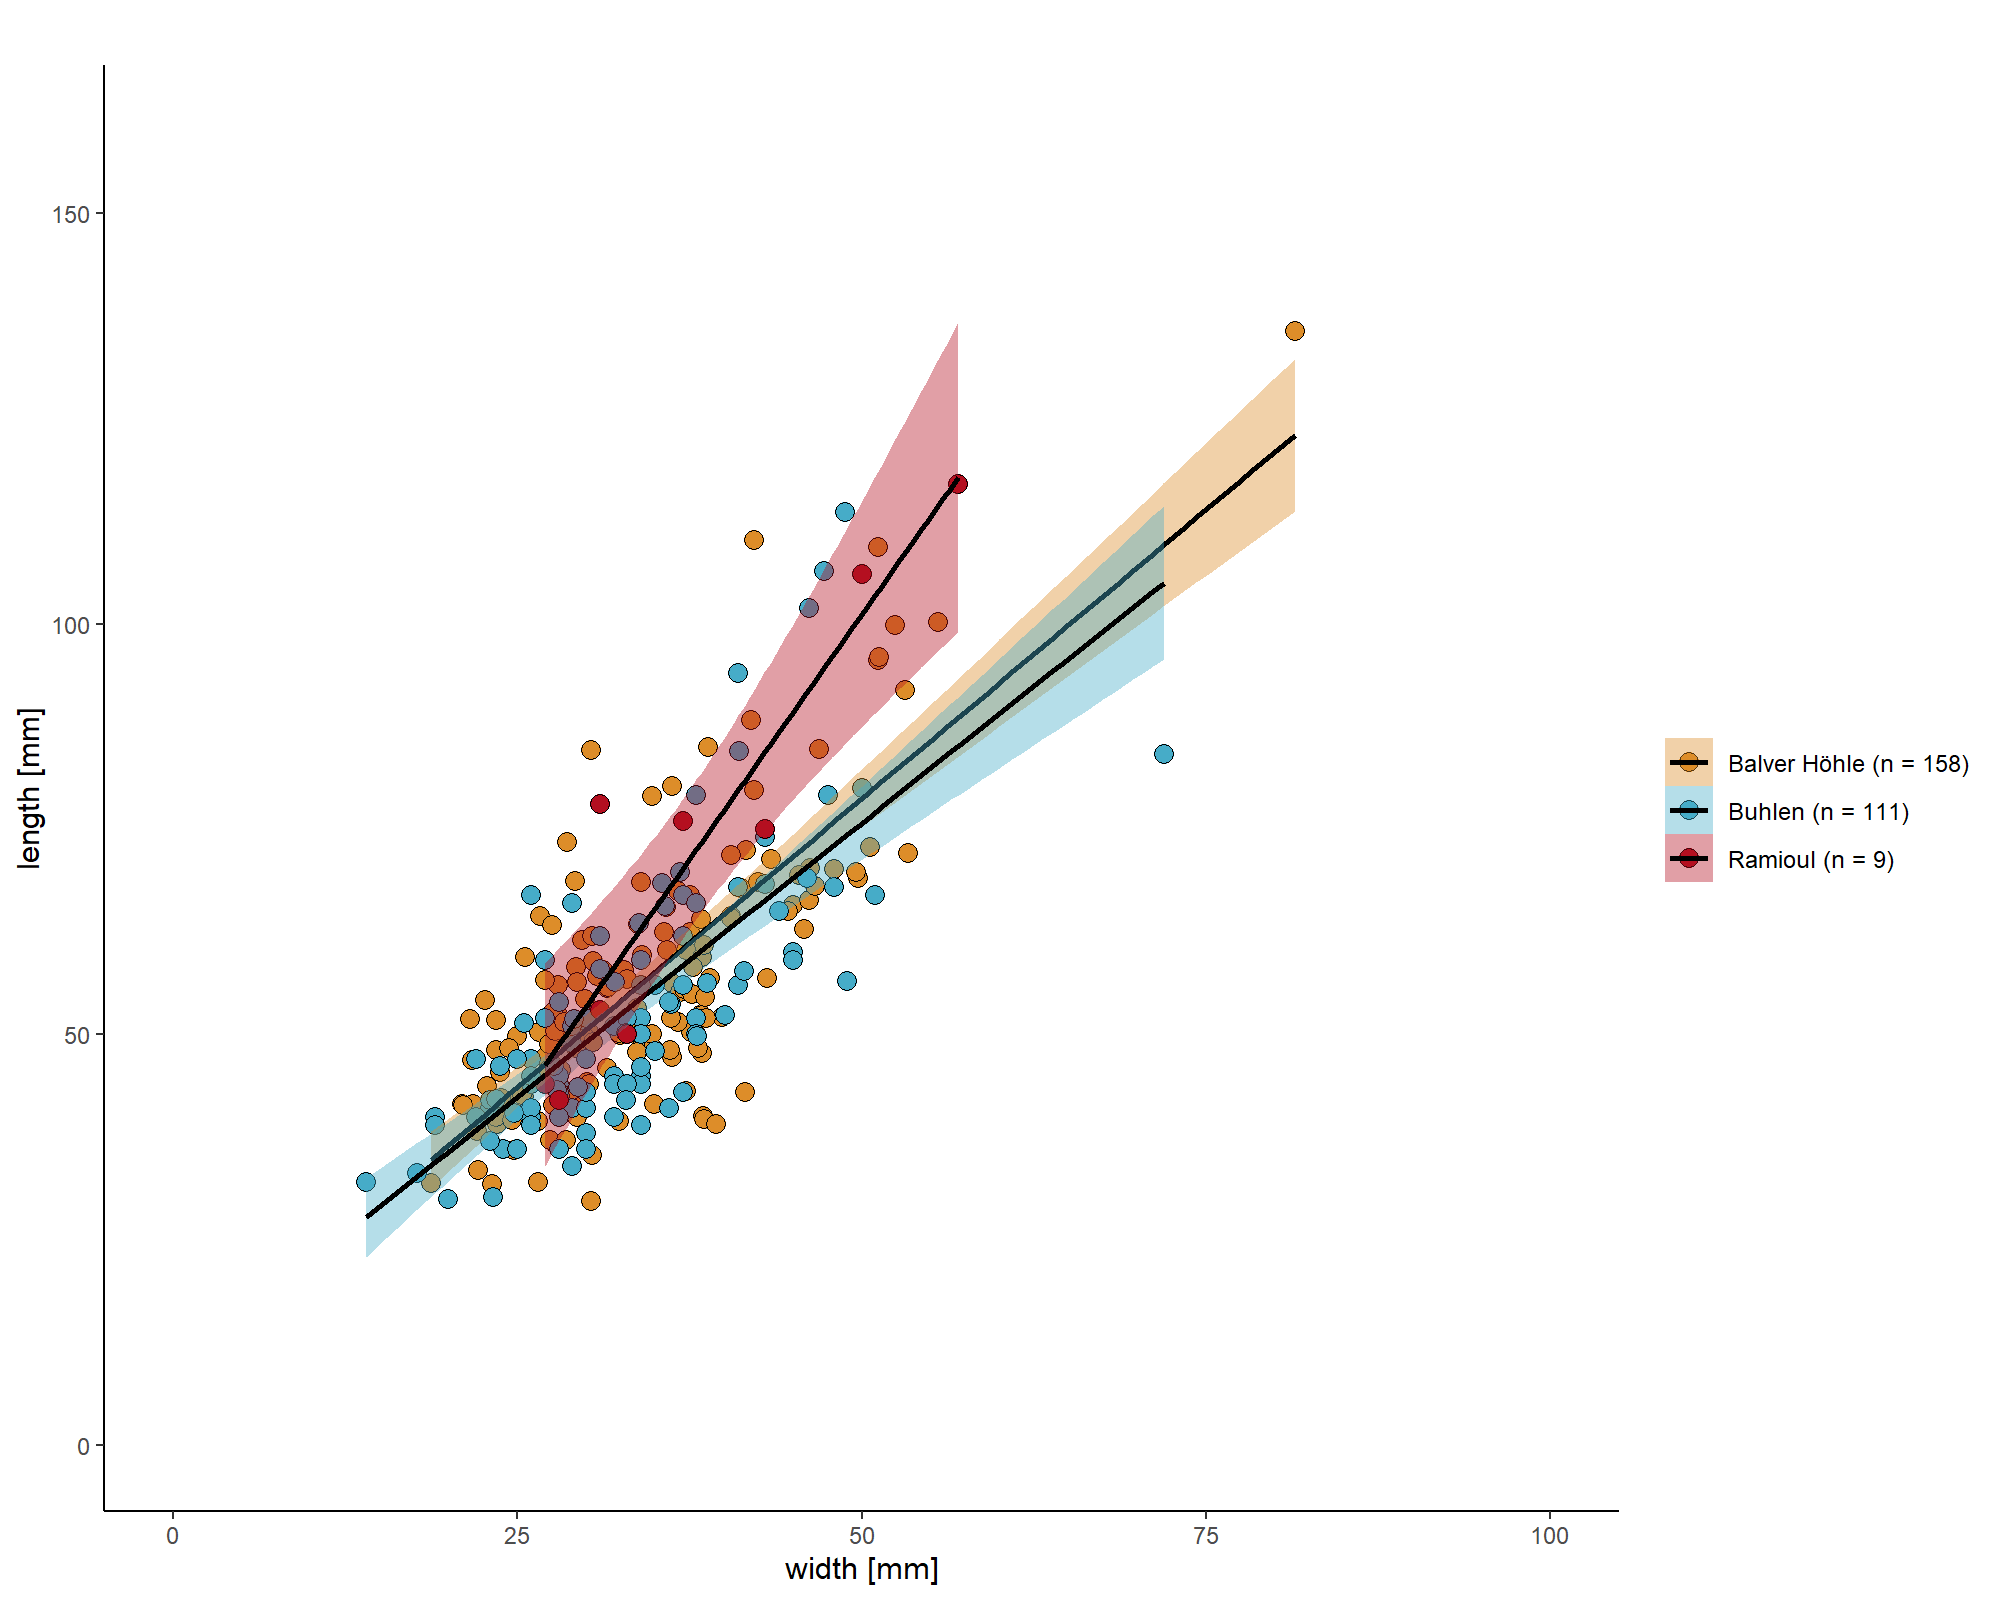 150
100
50
0
length [mm]
0 25 50 75 100
width [mm]
Balver Höhle (n = 158)
Buhlen (n = 111)
Ramioul (n = 9)